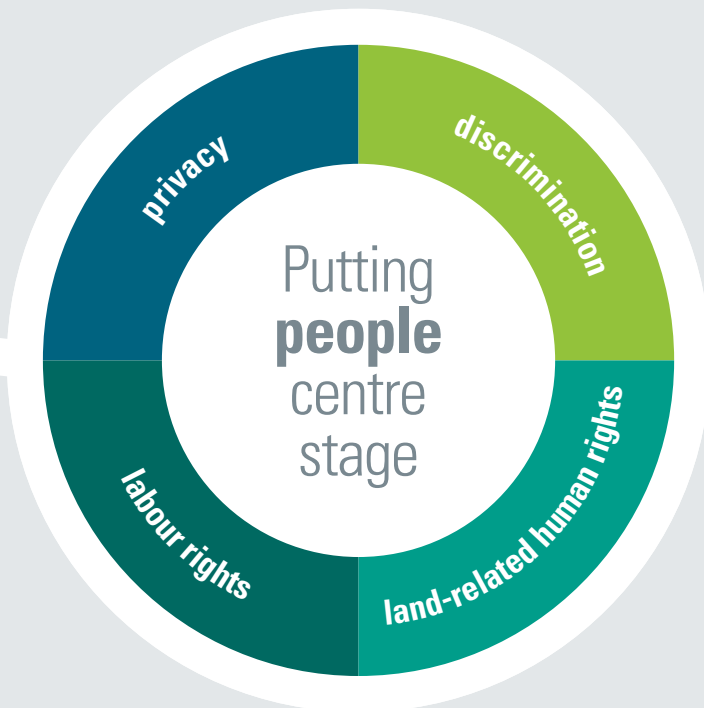 privacy
discrimination
Putting
people
centre
stage
labour rights
land-related human rights